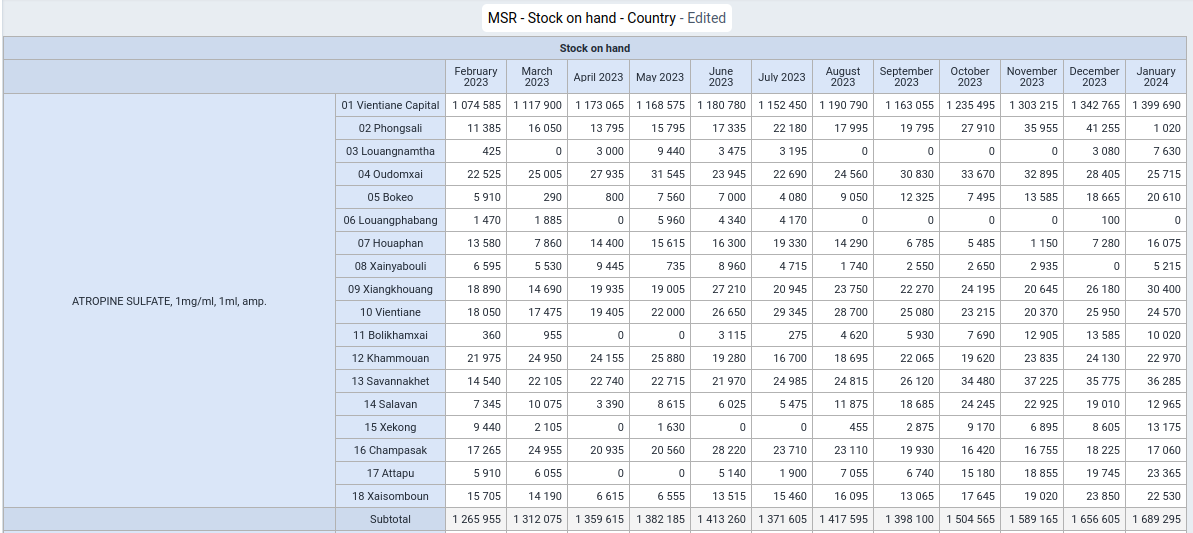 MSR - Stock on hand - Country - Edited
Stock on hand
February 2023 March 2023 April 2023 May 2023 June 2023 July 2023 August 2023 September 2023 October 2023 November 2023 December 2023 January 2024
01 Vientiane Capital 1 074 585 1 117 900 1 173 065 1 168 575 1 180 780 1 152 450 1 190 790 1 163 055 1 235 495 1 303 215 1 342 765 1 399 690
02 Phongsali 11 385 16 050 13 795 15 795 17 335 22 180 17 995 19 795 27 910 35 955 41 255 1 020
03 Louangnamtha 425 0 3 000 9 440 3 475 3 195 0 0 0 0 3 080 7 630
04 Oudomxai 22 525 25 005 27 935 31 545 23 945 22 690 24 560 30 830 33 670 32 895 28 405 25 715
05 Bokeo 5 910 290 800 7 560 7 000 4 080 9 050 12 325 7 495 13 585 18 665 20 610
06 Louangphabang 1 470 1 885 0 5 960 4 340 4 170 0 0 0 0 100 0
07 Houaphan 13 580 7 860 14 400 15 615 16 300 19 330 14 290 6 785 5 485 1 150 7 280 16 075
08 Xainyabouli 6 595 5 530 9 445 735 8 960 4 715 1 740 2 550 2 650 2 935 0 5 215
ATROPINE SULFATE, 1mg/ml, 1ml, amp.
09 Xiangkhouang 18 890 14 690 19 935 19 005 27 210 20 945 23 750 22 270 24 195 20 645 26 180 30 400
10 Vientiane 18 050 17 475 19 405 22 000 26 650 29 345 28 700 25 080 23 215 20 370 25 950 24 570
11 Bolikhamxai 360 955 0 0 3 115 275 4 620 5 930 7 690 12 905 13 585 10 020
12 Khammouan 21 975 24 950 24 155 25 880 19 280 16 700 18 695 22 065 19 620 23 835 24 130 22 970
13 Savannakhet 14 540 22 105 22 740 22 715 21 970 24 985 24 815 26 120 34 480 37 225 35 775 36 285
14 Salavan 7 345 10 075 3 390 8 615 6 025 5 475 11 875 18 685 24 245 22 925 19 010 12 965
15 Xekong 9 440 2 105 0 1 630 0 0 455 2 875 9 170 6 895 8 605 13 175
16 Champasak 17 265 24 955 20 935 20 560 28 220 23 710 23 110 19 930 16 420 16 755 18 225 17 060
17 Attapu 5 910 6 055 0 0 5 140 1 900 7 055 6 740 15 180 18 855 19 745 23 365
18 Xaisomboun 15 705 14 190 6 615 6 555 13 515 15 460 16 095 13 065 17 645 19 020 23 850 22 530
Subtotal 1 265 955 1 312 075 1 359 615 1 382 185 1 413 260 1 371 605 1 417 595 1 398 100 1 504 565 1 589 165 1 656 605 1 689 295